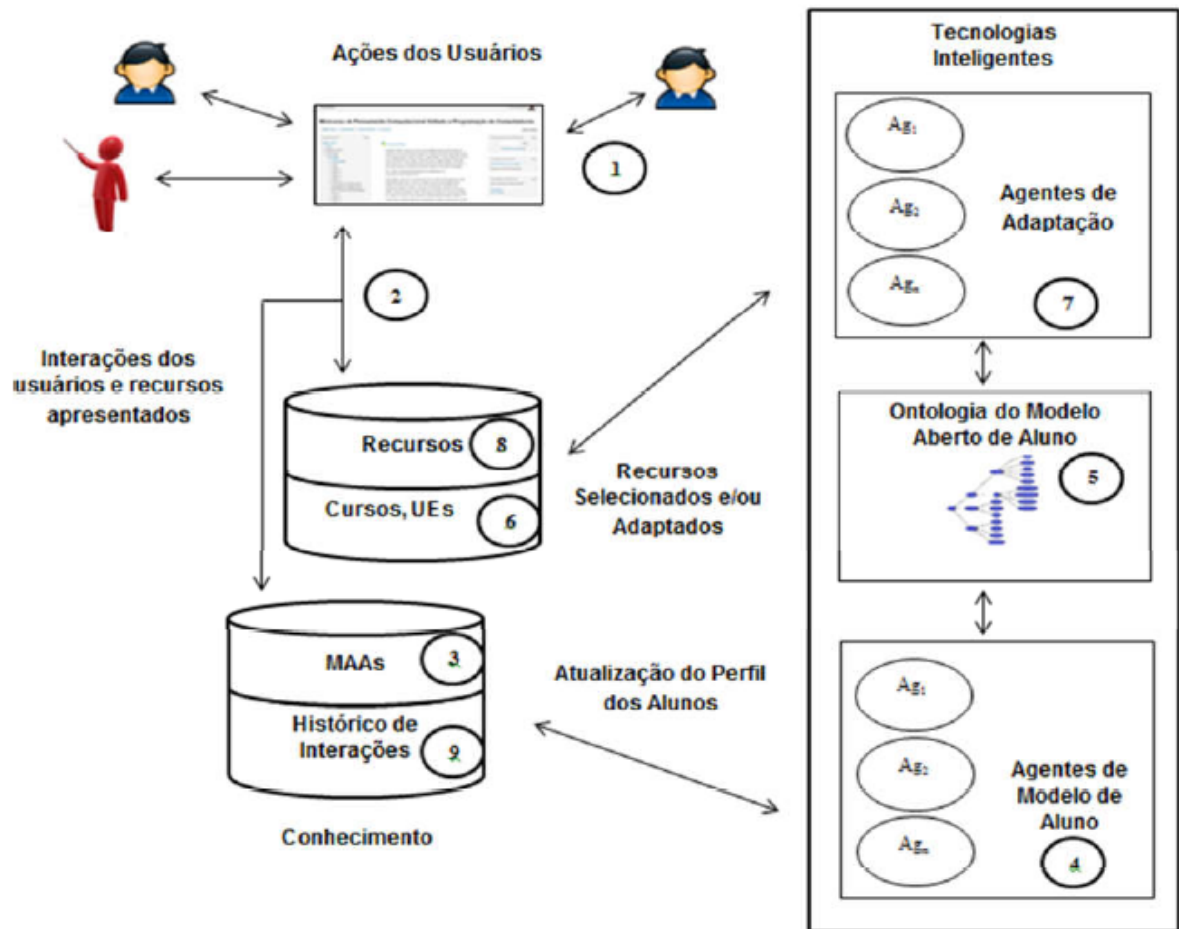 Ações dos Usuários
1
2
Interações dos
usuários e recursos
apresentados
Recursos
8
Cursos, UEs
6
Recursos
Selecionados e/ou
Adaptados
MAAs
3
Histórico de
Interações
9
Conhecimento
Atualização do Perfil
dos Alunos
Tecnologias
Inteligentes
Ag1
Ag2
Agn
Agentes de
Adaptação
7
Ontologia do Modelo
Aberto de Aluno
5
Ag1
Ag2
Agn
Agentes de
Modelo de
Aluno
4